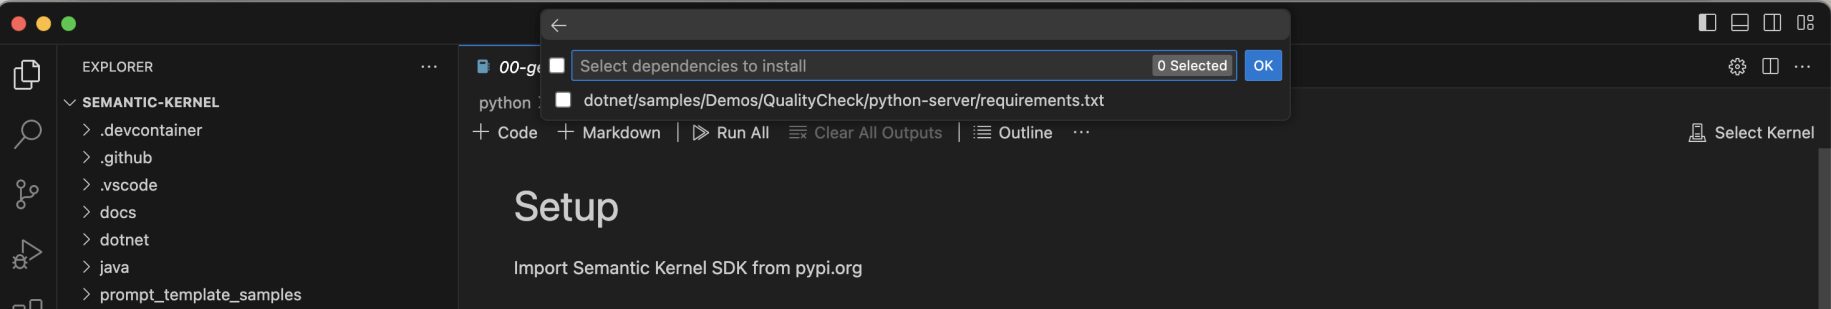 EXPLORER
SEMANTIC-KERNEL
.devcontainer
.github
.vscode
docs
dotnet
java
prompt_template_samples
Select dependencies to install
0 Selected
OK
dotnet/samples/Demos/QualityCheck/python-server/requirements.txt
00-ge
python
Code
Markdown
Run All
Clear All Outputs
Outline
Select Kernel
Setup
Import Semantic Kernel SDK from pypi.org